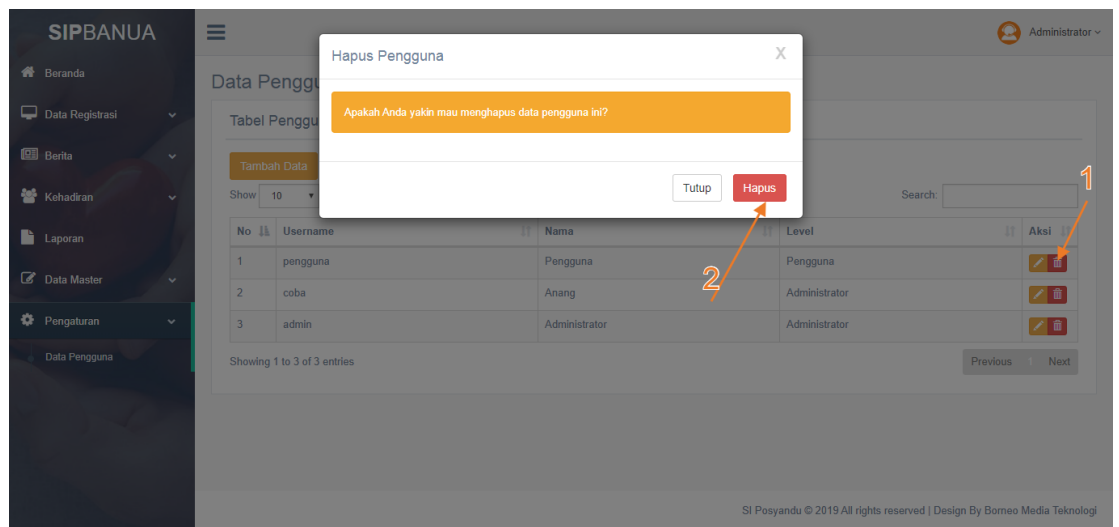 SIPBANUA
Administrator
Beranda
Data Registrasi
Berita
Kehadiran
Laporan
Data Master
Pengaturan
Data Pengguna
Hapus Pengguna X
Apakah Anda yakin mau menghapus data pengguna ini?
Tutup Hapus
Data Penggu
Tabel Penggu
Tambah Data
Show 10
Search:
1
2
No Username Nama Level Aksi
1 pengguna Pengguna Pengguna
2 coba Anang Administrator
3 admin Administrator Administrator
Showing 1 to 3 of 3 entries
Previous 1 Next
SI Posyandu © 2019 All rights reserved | Design By Borneo Media Teknologi